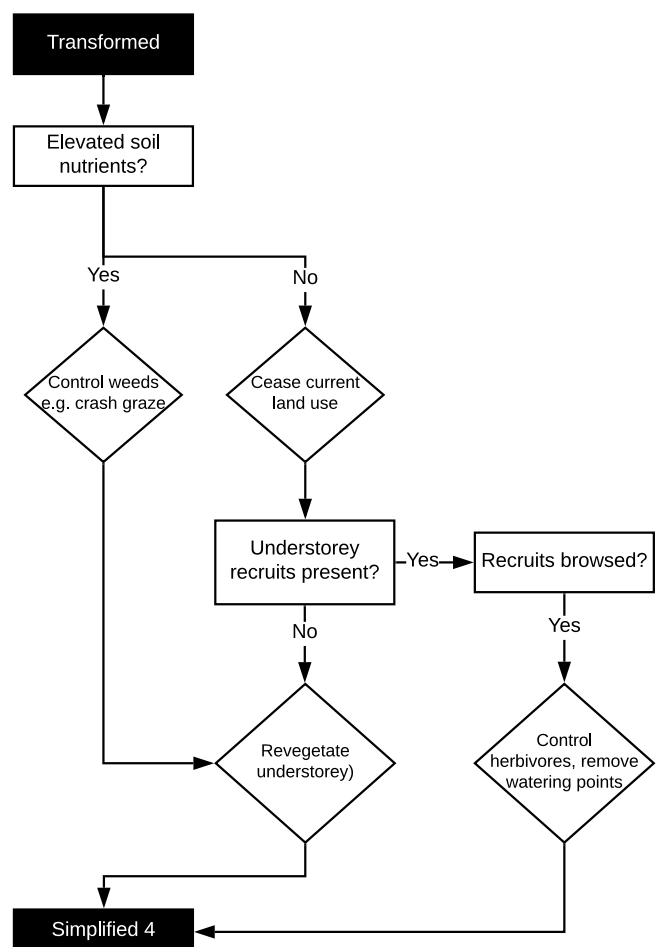 Transformed
Elevated soil
nutrients?
Yes
No
Control weeds
e.g. crash graze
Cease current
land use
Understorey
recruits present?
Yes
Recruits browsed?
No
Yes
Revegetate
understorey)
Control
herbivores, remove
watering points
Simplified 4